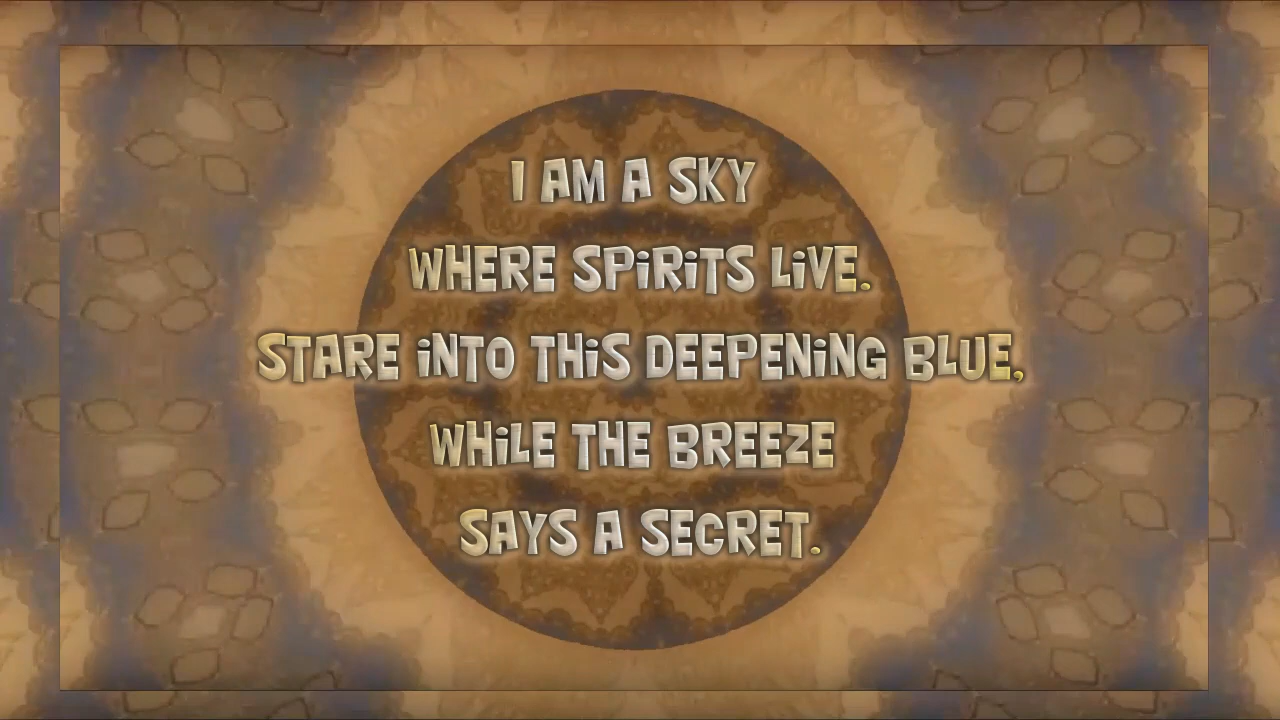 I AM A SKY
WHERE SPiRiTS LiVE.
STARE iNTO THiS DEEPENiNG BLUE,
WHiLE THE BREEZE
SAYS A SECRET.